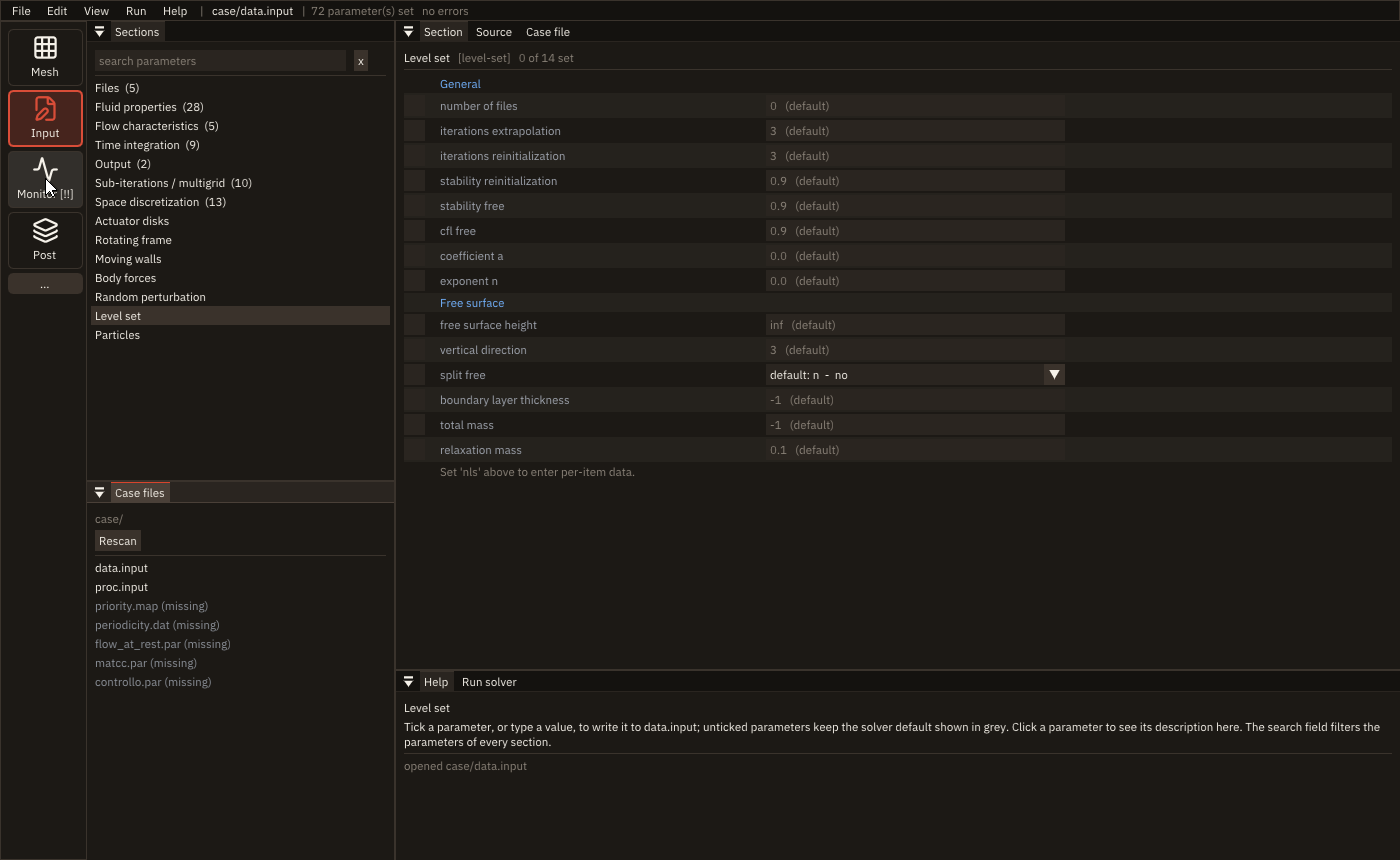 File Edit View Run Help | case/data.input | 72 parameter(s) set no errors
Mesh
Input
[!!]
Post
...
Sections
search parameters x
Files (5)
Fluid properties (28)
Flow characteristics (5)
Time integration (9)
Output (2)
Sub-iterations / multigrid (10)
Space discretization (13)
Actuator disks
Rotating frame
Moving walls
Body forces
Random perturbation
Level set
Particles
Case files
case/
Rescan
data.input
proc.input
priority.map (missing)
periodicity.dat (missing)
flow_at_rest.par (missing)
matcc.par (missing)
controllo.par (missing)
Section Source Case file
Level set [level-set] 0 of 14 set
General
number of files 0 (default)
iterations extrapolation 3 (default)
iterations reinitialization 3 (default)
stability reinitialization 0.9 (default)
stability free 0.9 (default)
cfl free 0.9 (default)
coefficient a 0.0 (default)
exponent n 0.0 (default)
Free surface
free surface height inf (default)
vertical direction 3 (default)
split free default: n - no
boundary layer thickness -1 (default)
total mass -1 (default)
relaxation mass 0.1 (default)
Set 'nls' above to enter per-item data.
Help Run solver
Level set
Tick a parameter, or type a value, to write it to data.input; unticked parameters keep the solver default shown in grey. Click a parameter to see its description here. The search field filters the
parameters of every section.
opened case/data.input